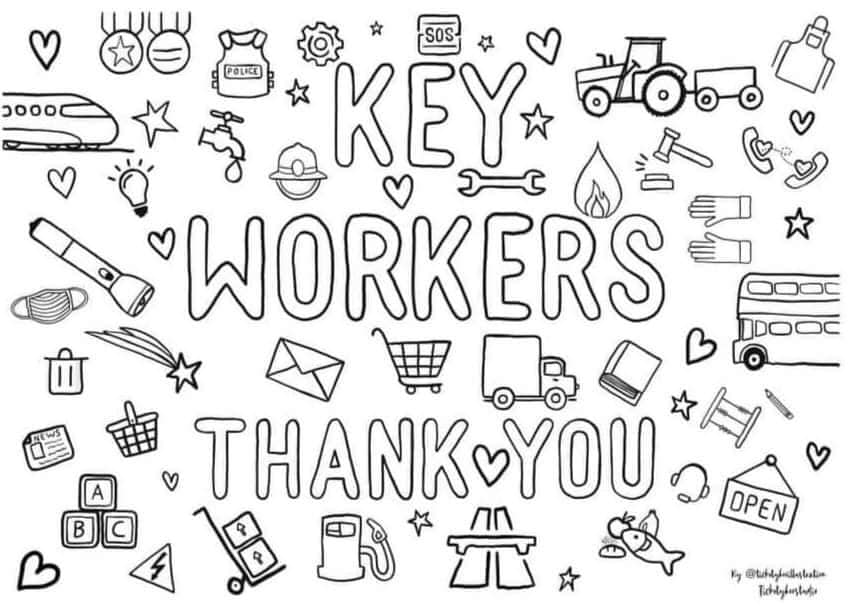 SOS
POLICE
KEY
WORKERS
NEWS
THANK YOU
A
B C
OPEN